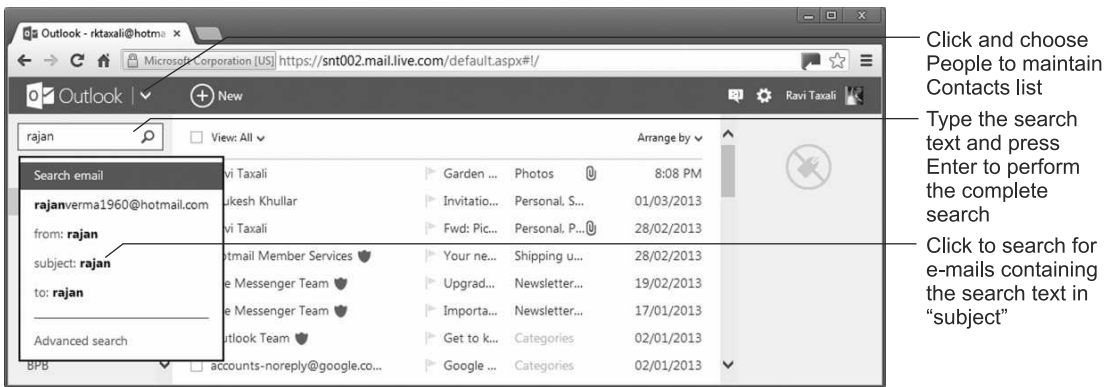 Outlook - rktaxali@hotma ×
Microsoft Corporation [US] https://snt002.mail.live.com/default.aspx#!/
Outlook New Ravi Taxali
rajan View: All Arrange by
Search email
rajanverma1960@hotmail.com
from: rajan
subject: rajan
to: rajan
Advanced search
BPB
vi Taxali Garden ... Photos 8:08 PM
ukesh Khullar Invitatio... Personal, S... 01/03/2013
vi Taxali Fwd: Pic... Personal, P... 28/02/2013
tmail Member Services Your ne... Shipping u... 28/02/2013
e Messenger Team Upgrad... Newsletter... 19/02/2013
e Messenger Team Importa... Newsletter... 17/01/2013
utlook Team Get to k... Categories 02/01/2013
accounts-noreply@google.co... Google ... Categories 02/01/2013
Click and choose
People to maintain
Contacts list
Type the search
text and press
Enter to perform
the complete
search
Click to search for
e-mails containing
the search text in
“subject”